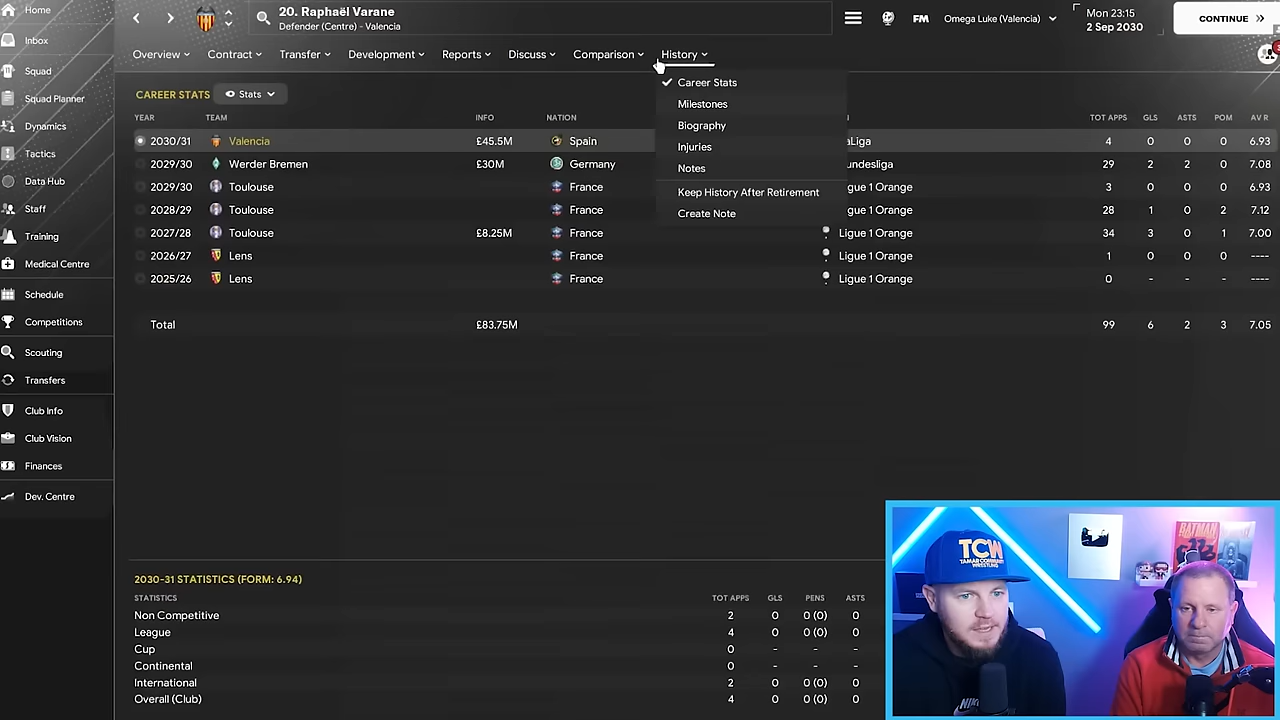 Home
20. Raphaël Varane
Defender (Centre) - Valencia
FM
Omega Luke (Valencia)
Mon 23:15
2 Sep 2030
CONTINUE
Inbox
Squad
Squad Planner
Dynamics
Tactics
Data Hub
Staff
Training
Medical Centre
Schedule
Competitions
Scouting
Transfers
Club Info
Club Vision
Finances
Dev. Centre
Overview
Contract
Transfer
Development
Reports
Discuss
Comparison
History
Career Stats
Milestones
Biography
Injuries
Notes
Keep History After Retirement
Create Note
CAREER STATS Stats
YEAR TEAM INFO NATION TOT APPS GLS ASTS POM AV R
2030/31 Valencia £45.5M Spain aLiga 4 0 0 0 6.93
2029/30 Werder Bremen £30M Germany undesliga 29 2 2 0 7.08
2029/30 Toulouse France igue 1 Orange 3 0 0 0 6.93
2028/29 Toulouse France igue 1 Orange 28 1 0 2 7.12
2027/28 Toulouse £8.25M France Ligue 1 Orange 34 3 0 1 7.00
2026/27 Lens France Ligue 1 Orange 1 0 0 0 ----
2025/26 Lens France Ligue 1 Orange 0 - - - ----
Total £83.75M 99 6 2 3 7.05
2030-31 STATISTICS (FORM: 6.94)
STATISTICS TOT APPS GLS PENS ASTS
Non Competitive 2 0 0 (0) 0
League 4 0 0 (0) 0
Cup 0 - - -
Continental 0 - - -
International 2 0 0 (0) 0
Overall (Club) 4 0 0 (0) 0
TCW
TAMAR COMMUNITY
WRESTLING
BATMAN
NIKE